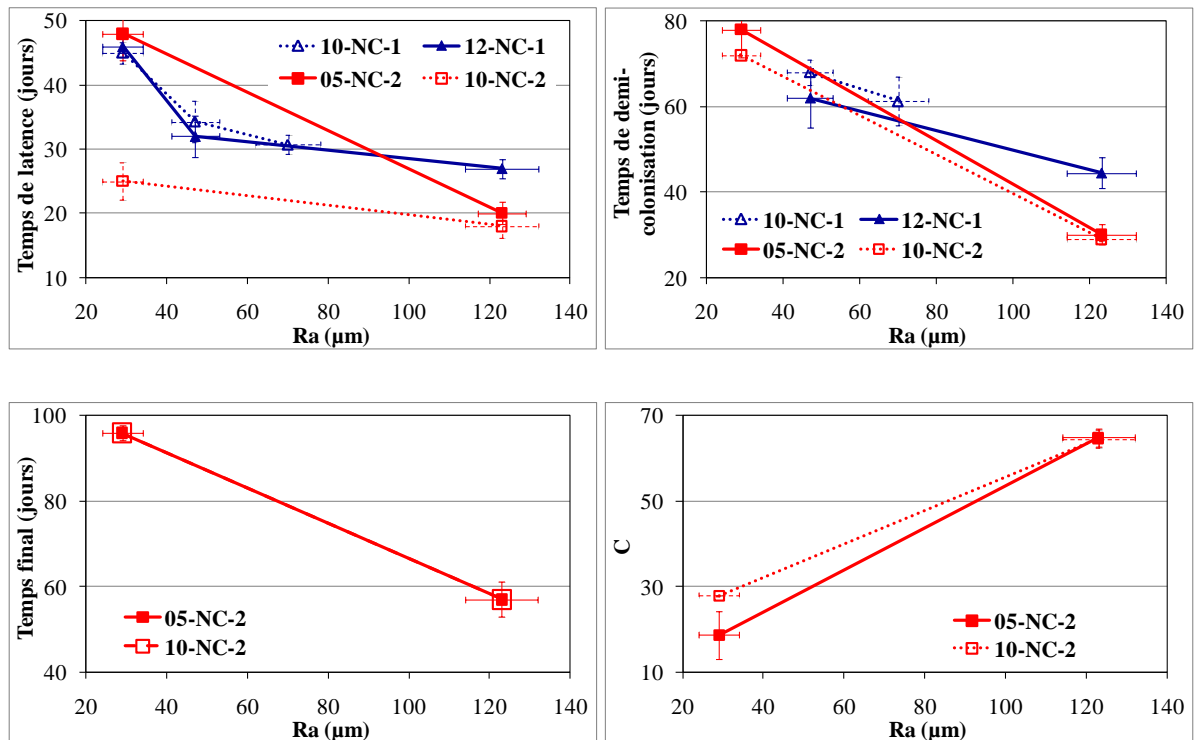 50
40
30
20
10
Temps de latence (jours)
10-NC-1 12-NC-1
05-NC-2 10-NC-2
20 40 60 80 100 120 140
Ra (µm)
80
60
40
20
Temps de demi-
colonisation (jours)
10-NC-1 12-NC-1
05-NC-2 10-NC-2
20 40 60 80 100 120 140
Ra (µm)
100
80
60
40
Temps final (jours)
05-NC-2
10-NC-2
20 40 60 80 100 120 140
Ra (µm)
70
50
30
10
C
05-NC-2
10-NC-2
20 40 60 80 100 120 140
Ra (µm)